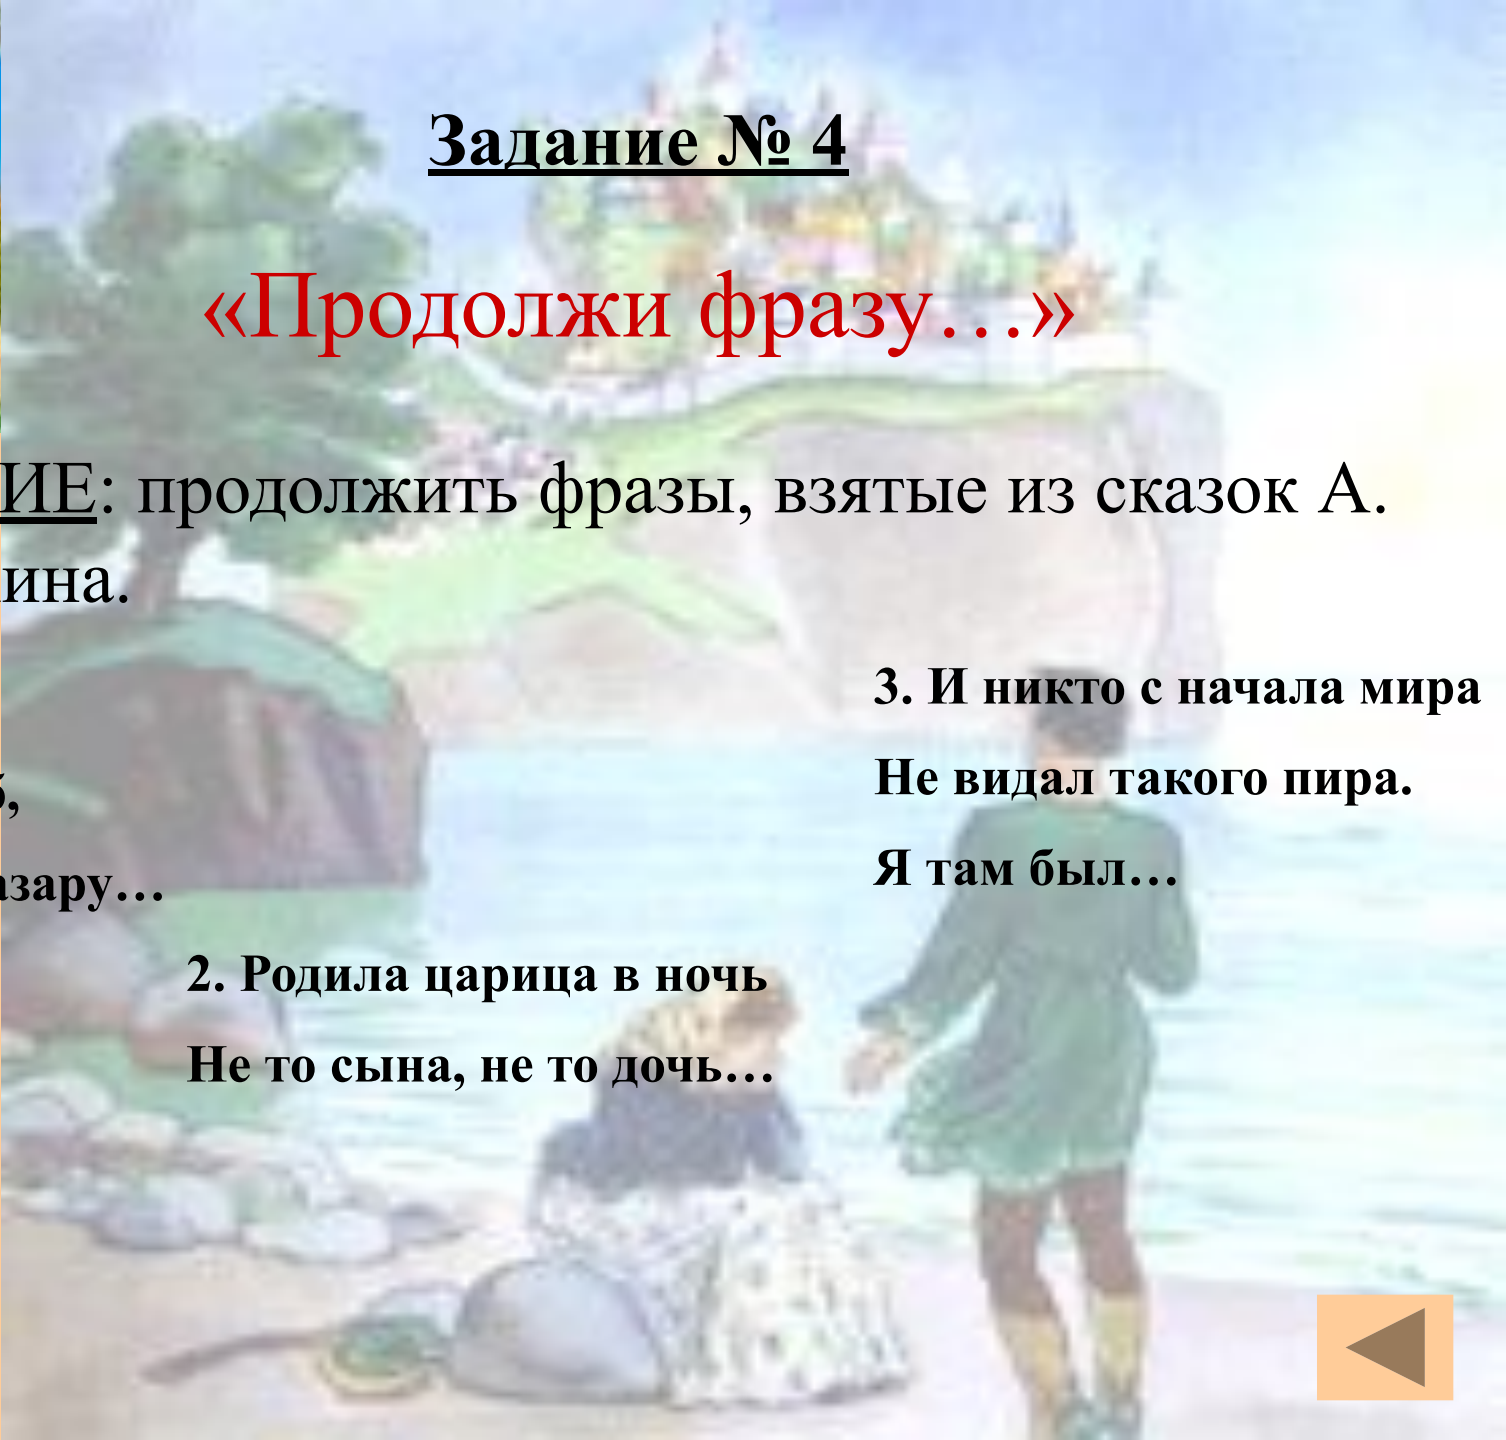 Задание № 4
«Продолжи фразу…»
ИЕ: продолжить фразы, взятые из сказок А.
ина.
азару…
3. И никто с начала мира
Не видал такого пира.
Я там был…
2. Родила царица в ночь
Не то сына, не то дочь…